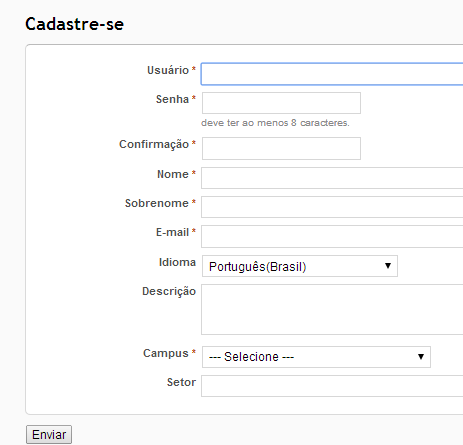 Cadastre-se
Usuário *
Senha *
deve ter ao menos 8 caracteres.
Confirmação *
Nome *
Sobrenome *
E-mail *
Idioma Português(Brasil)
Descrição
Campus * --- Selecione ---
Setor
Enviar